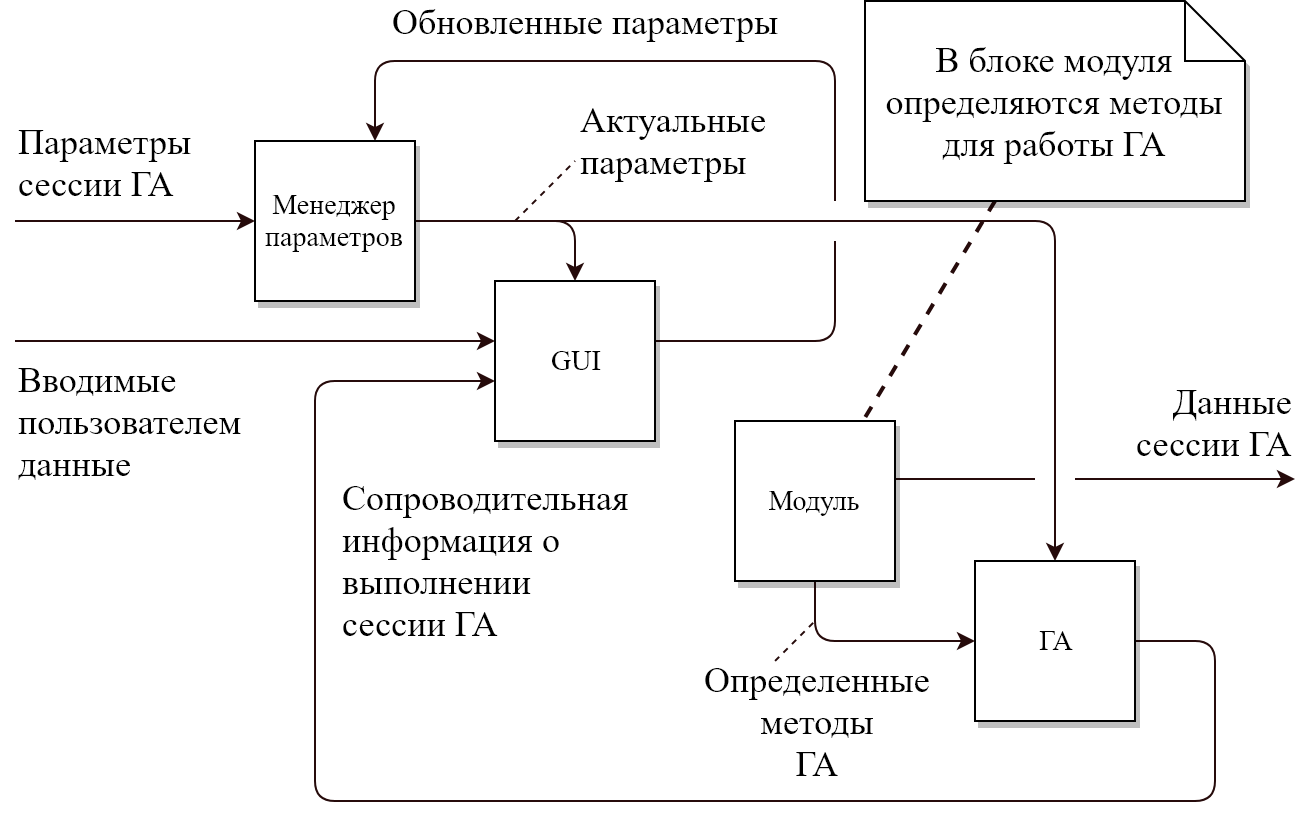 Обновленные параметры
В блоке модуля
определяются методы
для работы ГА
Актуальные
параметры
Параметры
сессии ГА
Менеджер
параметров
GUI
Вводимые
пользователем
данные
Данные
сессии ГА
Сопроводительная
информация о
выполнении
сессии ГА
Модуль
ГА
Определенные
методы
ГА